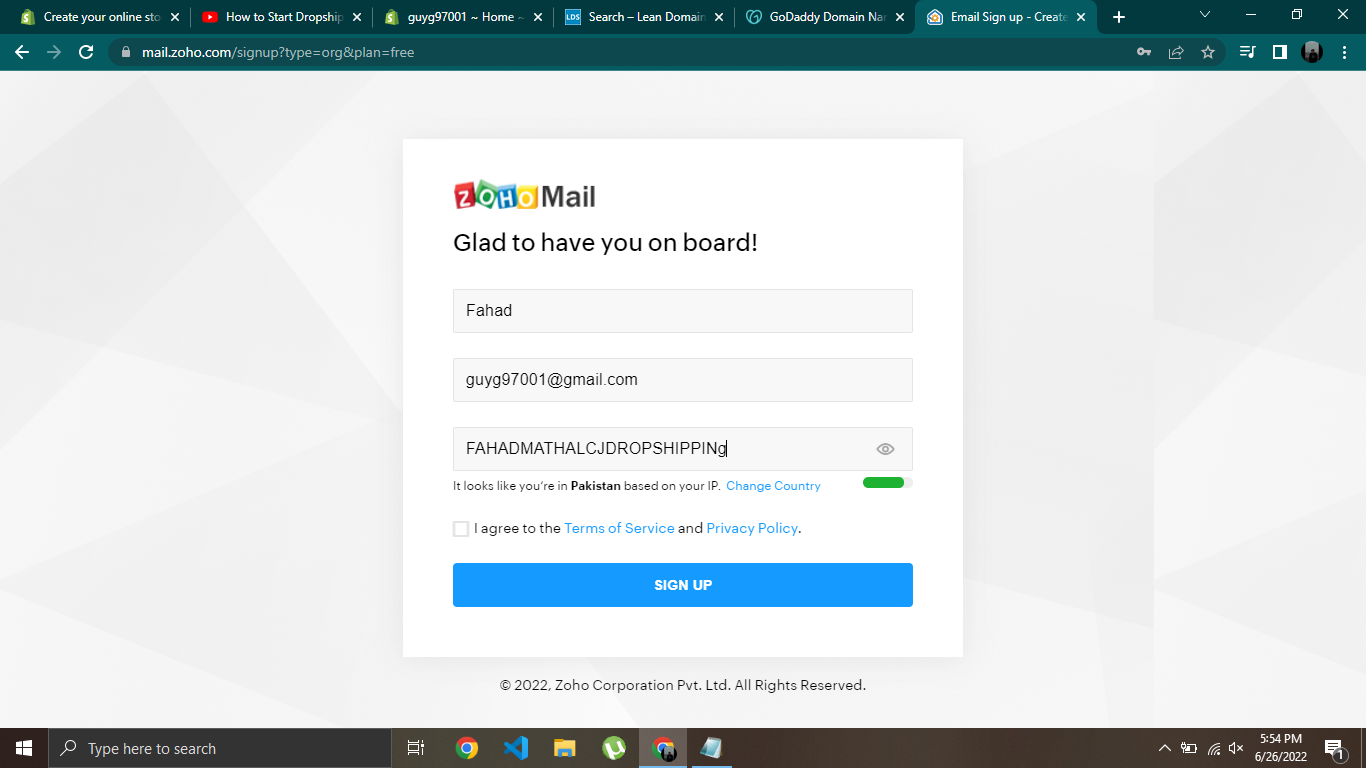 Create your online sto
How to Start Dropship
guyg97001 ~ Home ~
LDS
Search – Lean Domain
GoDaddy Domain Nar
Email Sign up - Create
mail.zoho.com/signup?type=org&plan=free
ZOHO Mail
Glad to have you on board!
Fahad
guyg97001@gmail.com
FAHADMATHALCJDROPSHIPPINg
It looks like you're in Pakistan based on your IP. Change Country
I agree to the Terms of Service and Privacy Policy.
SIGN UP
© 2022, Zoho Corporation Pvt. Ltd. All Rights Reserved.
Type here to search
5:54 PM
6/26/2022
1